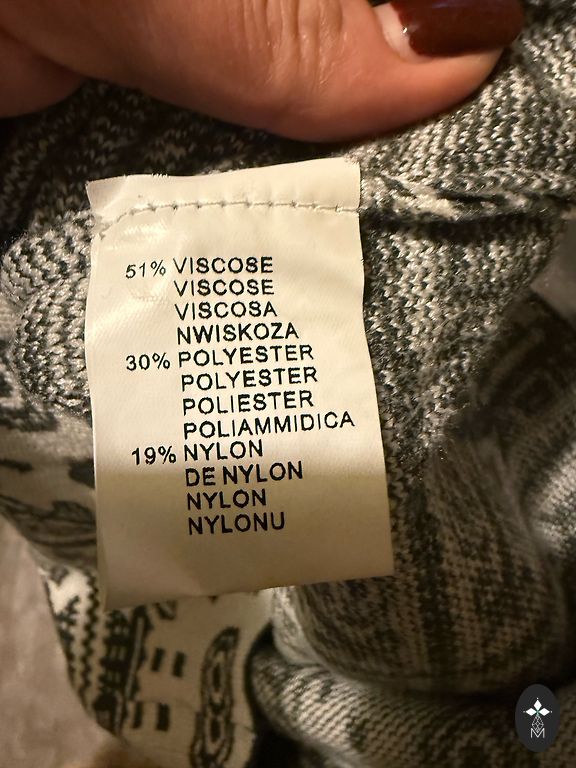 51% VISCOSE
VISCOSE
VISCOSA
NWISKOZA
30% POLYESTER
POLYESTER
POLIESTER
POLIAMMIDICA
19% NYLON
DE NYLON
NYLON
NYLONU
M